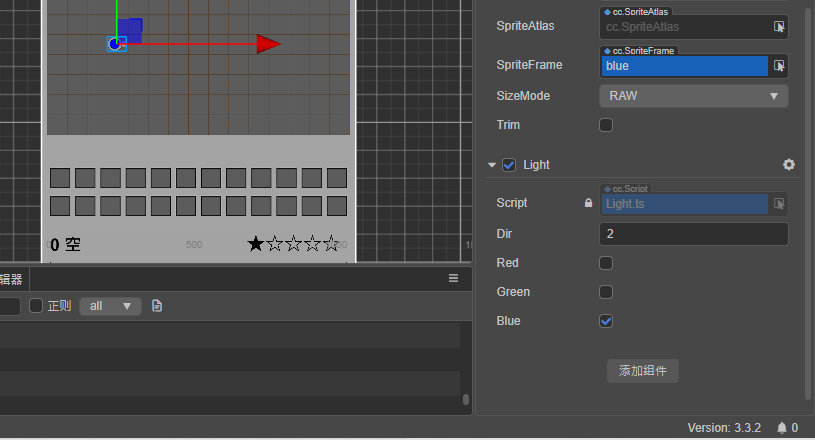 cc.SpriteAtlas
SpriteAtlas cc.SpriteAtlas
cc.SpriteFrame
SpriteFrame blue
SizeMode RAW
Trim
Light
cc.Script
Script Light.ts
Dir 2
Red
Green
Blue
添加组件
0 空 ★☆☆☆☆
0 500
辑器
正则 all
Version: 3.3.2 0